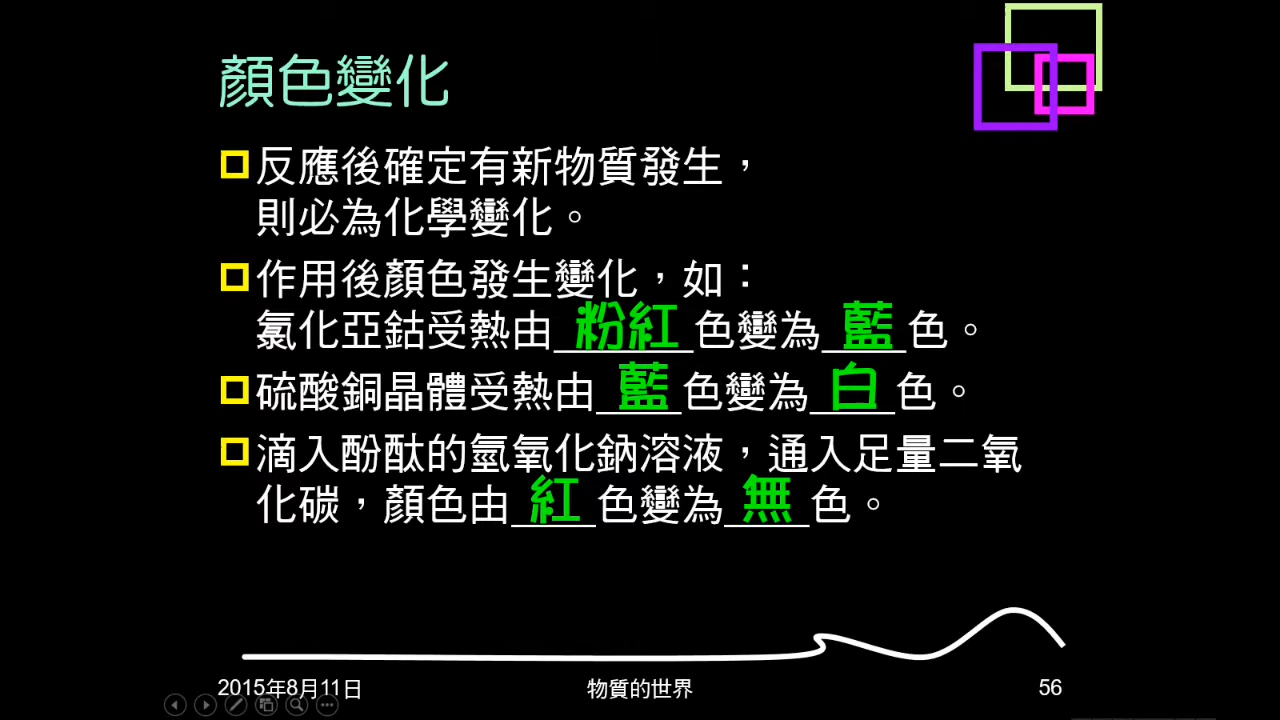 顏色變化
反應後確定有新物質發生，
則必為化學變化。
作用後顏色發生變化，如：
氯化亞鈷受熱由粉紅色變為藍色。
硫酸銅晶體受熱由藍色變為白色。
滴入酚酞的氫氧化鈉溶液，通入足量二氧
化碳，顏色由紅色變為無色。
2015年8月11日
物質的世界
56